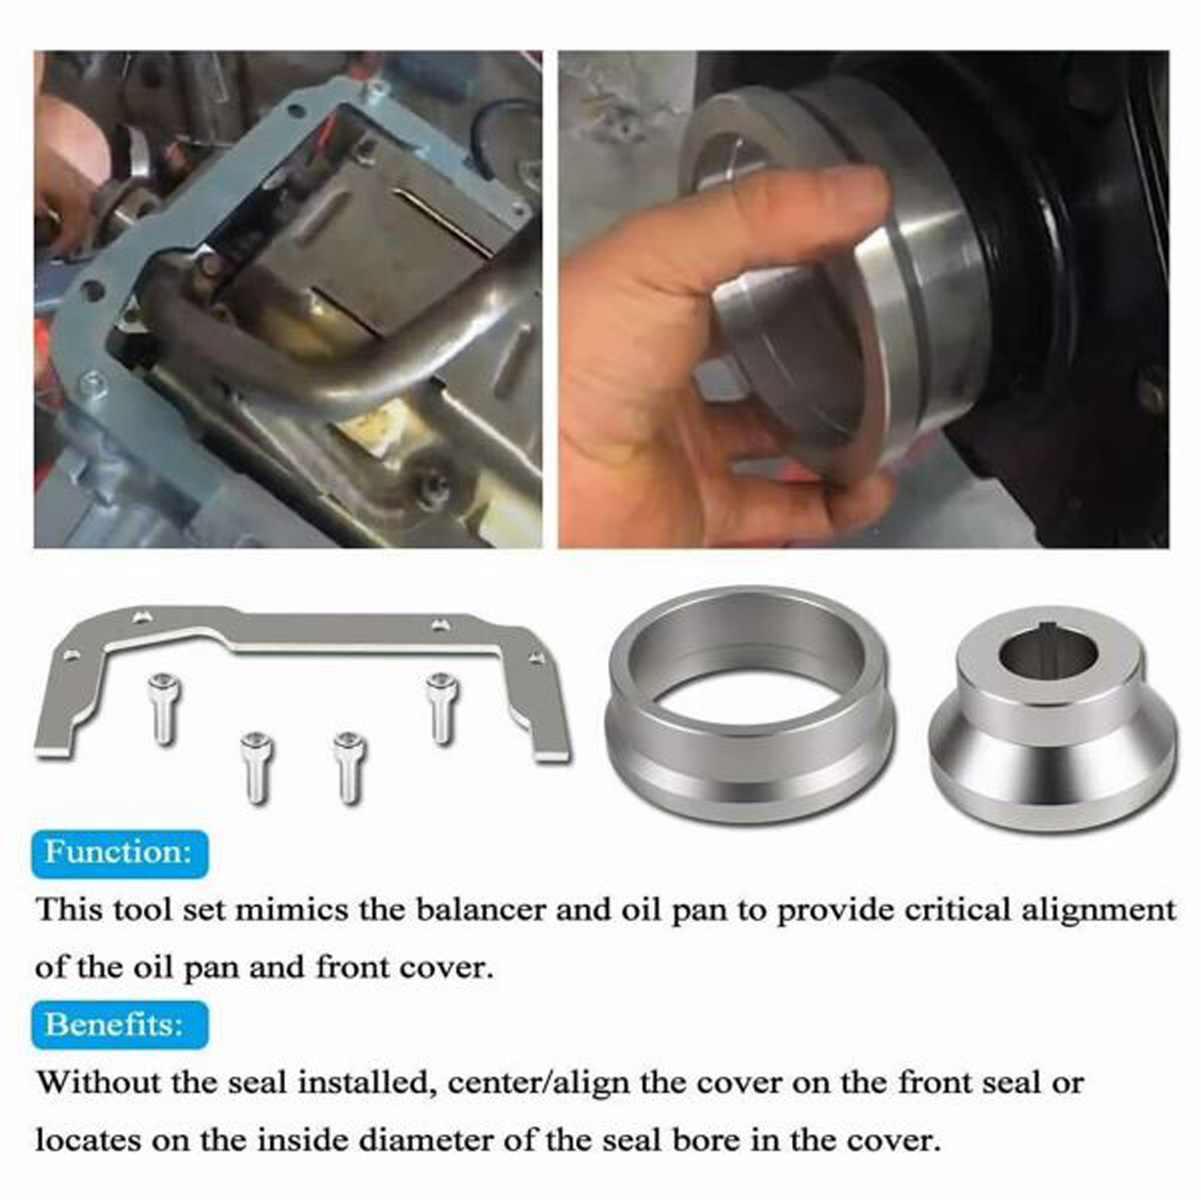 Function:
This tool set mimics the balancer and oil pan to provide critical alignment
of the oil pan and front cover.
Benefits:
Without the seal installed, center/align the cover on the front seal or
locates on the inside diameter of the seal bore in the cover.